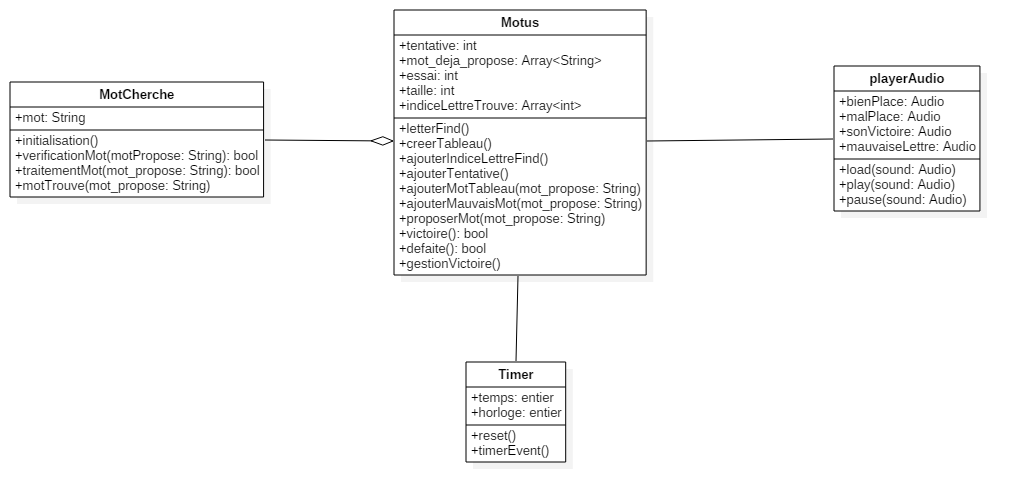 Motus
+tentative: int
+mot_deja_propose: Array<String>
+essai: int
+taille: int
+indiceLettreTrouve: Array<int>
+letterFind()
+creerTableau()
+ajouterIndiceLettreFind()
+ajouterTentative()
+ajouterMotTableau(mot_propose: String)
+ajouterMauvaisMot(mot_propose: String)
+proposerMot(mot_propose: String)
+victoire(): bool
+defaite(): bool
+gestionVictoire()
MotCherche
+mot: String
+initialisation()
+verificationMot(motPropose: String): bool
+traitementMot(mot_propose: String): bool
+motTrouve(mot_propose: String)
playerAudio
+bienPlace: Audio
+malPlace: Audio
+sonVictoire: Audio
+mauvaiseLettre: Audio
+load(sound: Audio)
+play(sound: Audio)
+pause(sound: Audio)
Timer
+temps: entier
+horloge: entier
+reset()
+timerEvent()